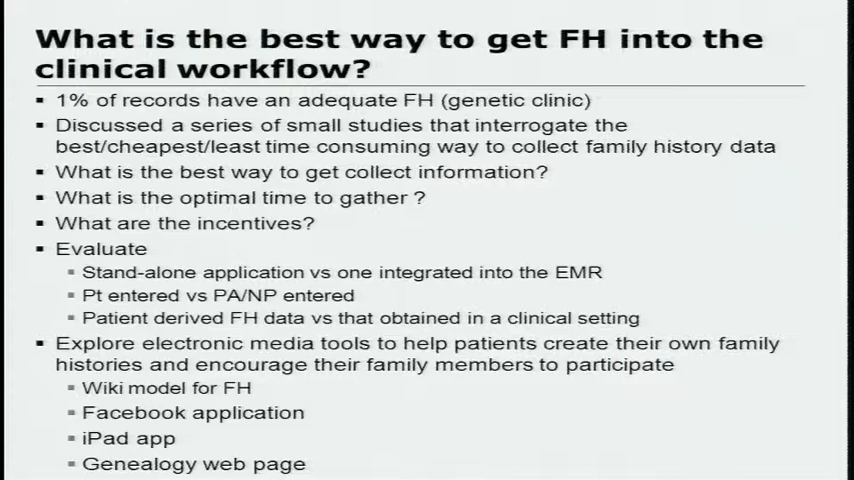 What is the best way to get FH into the
clinical workflow?
▪ 1% of records have an adequate FH (genetic clinic)
▪ Discussed a series of small studies that interrogate the
best/cheapest/least time consuming way to collect family history data
▪ What is the best way to get collect information?
▪ What is the optimal time to gather ?
▪ What are the incentives?
▪ Evaluate
▪ Stand-alone application vs one integrated into the EMR
▪ Pt entered vs PA/NP entered
▪ Patient derived FH data vs that obtained in a clinical setting
▪ Explore electronic media tools to help patients create their own family
histories and encourage their family members to participate
▪ Wiki model for FH
▪ Facebook application
▪ iPad app
▪ Genealogy web page